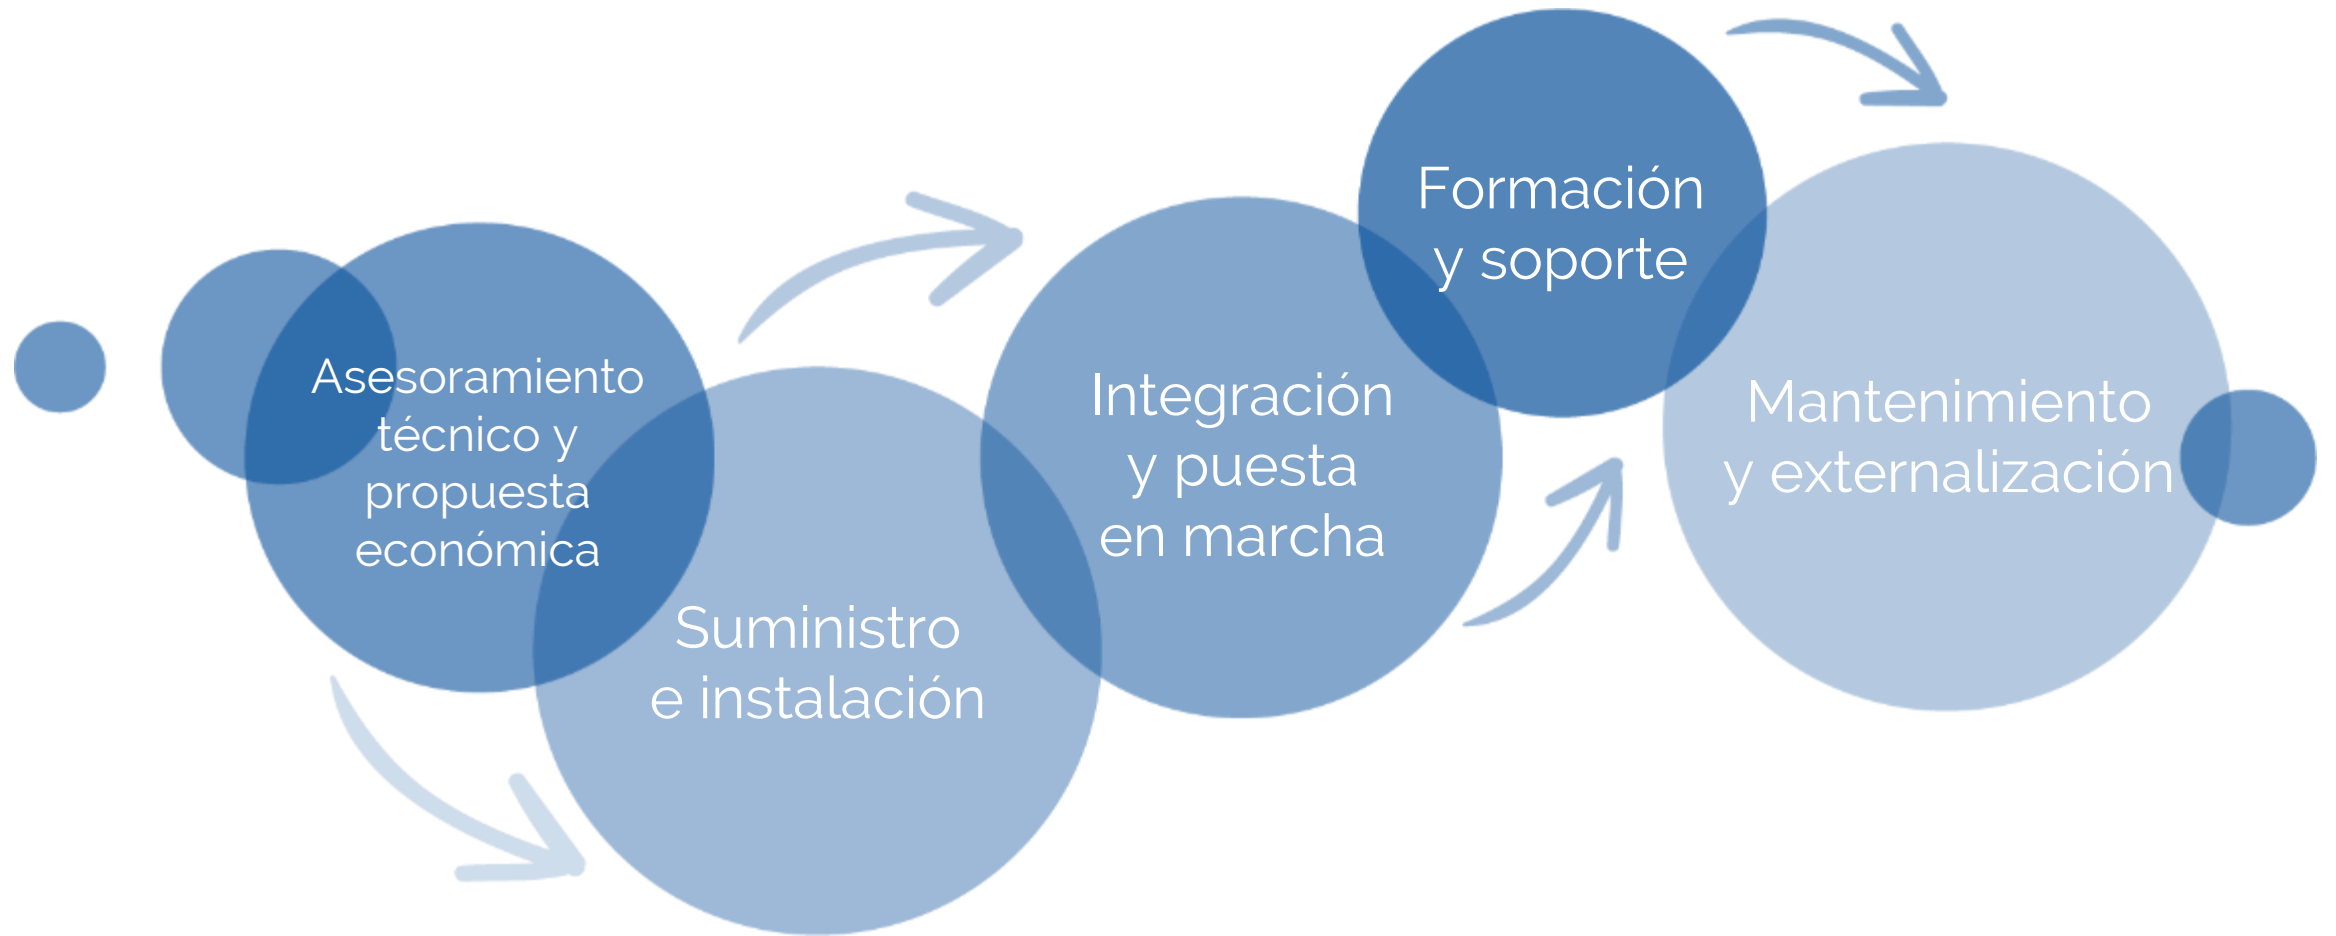 Asesoramiento
técnico y
propuesta
económica
Suministro
e instalación
Integración
y puesta
en marcha
Formación
y soporte
Mantenimiento
y externalización